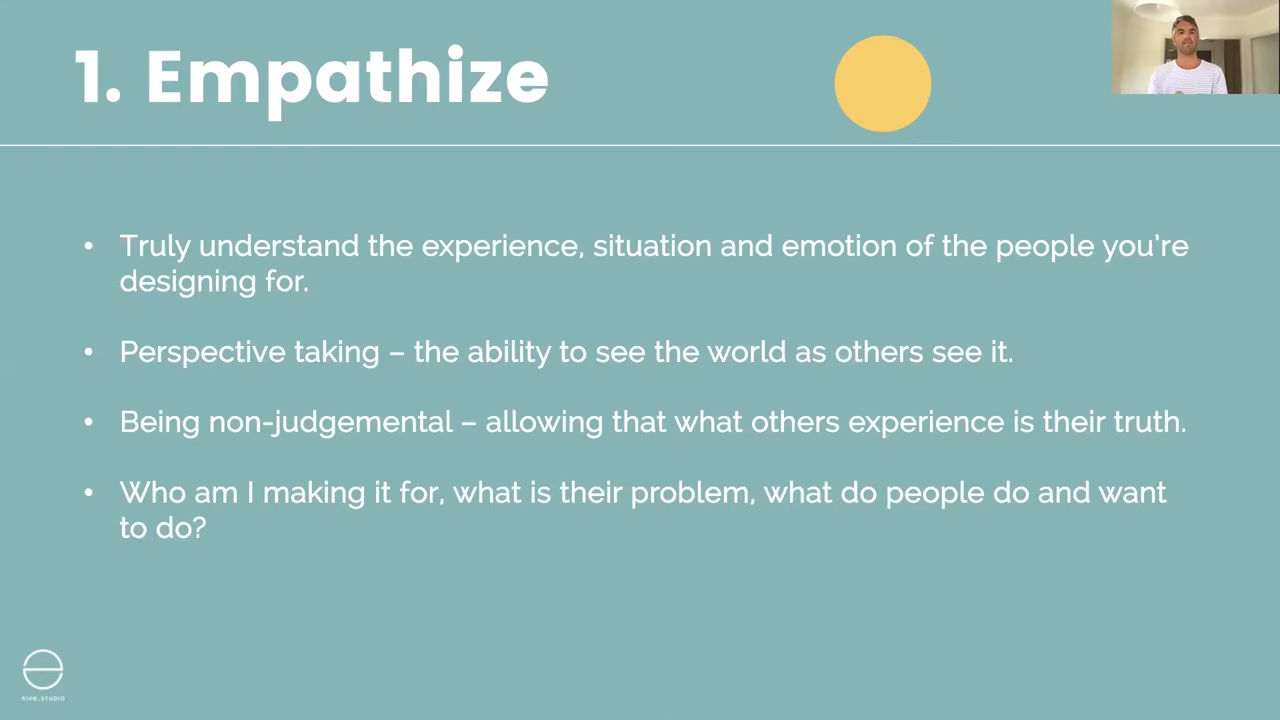 1. Empathize
• Truly understand the experience, situation and emotion of the people you're
designing for.
• Perspective taking – the ability to see the world as others see it.
• Being non-judgemental – allowing that what others experience is their truth.
• Who am I making it for, what is their problem, what do people do and want
to do?